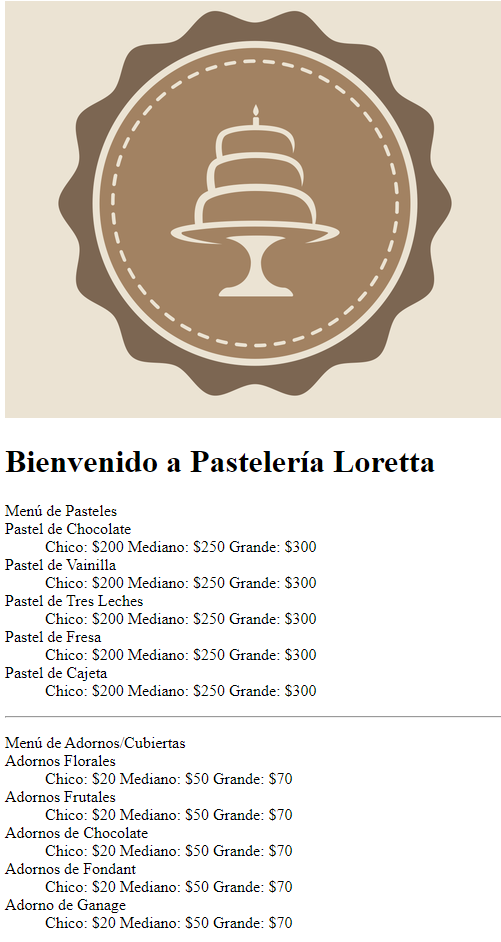 Bienvenido a Pastelería Loretta
Menú de Pasteles
Pastel de Chocolate
Chico: $200 Mediano: $250 Grande: $300
Pastel de Vainilla
Chico: $200 Mediano: $250 Grande: $300
Pastel de Tres Leches
Chico: $200 Mediano: $250 Grande: $300
Pastel de Fresa
Chico: $200 Mediano: $250 Grande: $300
Pastel de Cajeta
Chico: $200 Mediano: $250 Grande: $300
Menú de Adornos/Cubiertas
Adornos Florales
Chico: $20 Mediano: $50 Grande: $70
Adornos Frutales
Chico: $20 Mediano: $50 Grande: $70
Adornos de Chocolate
Chico: $20 Mediano: $50 Grande: $70
Adornos de Fondant
Chico: $20 Mediano: $50 Grande: $70
Adorno de Ganage
Chico: $20 Mediano: $50 Grande: $70